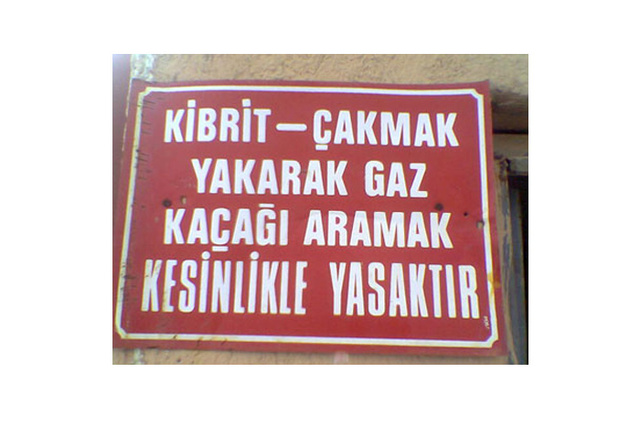 KİBRİT – ÇAKMAK
YAKARAK GAZ
KAÇAĞI ARAMAK
KESİNLİKLE YASAKTIR